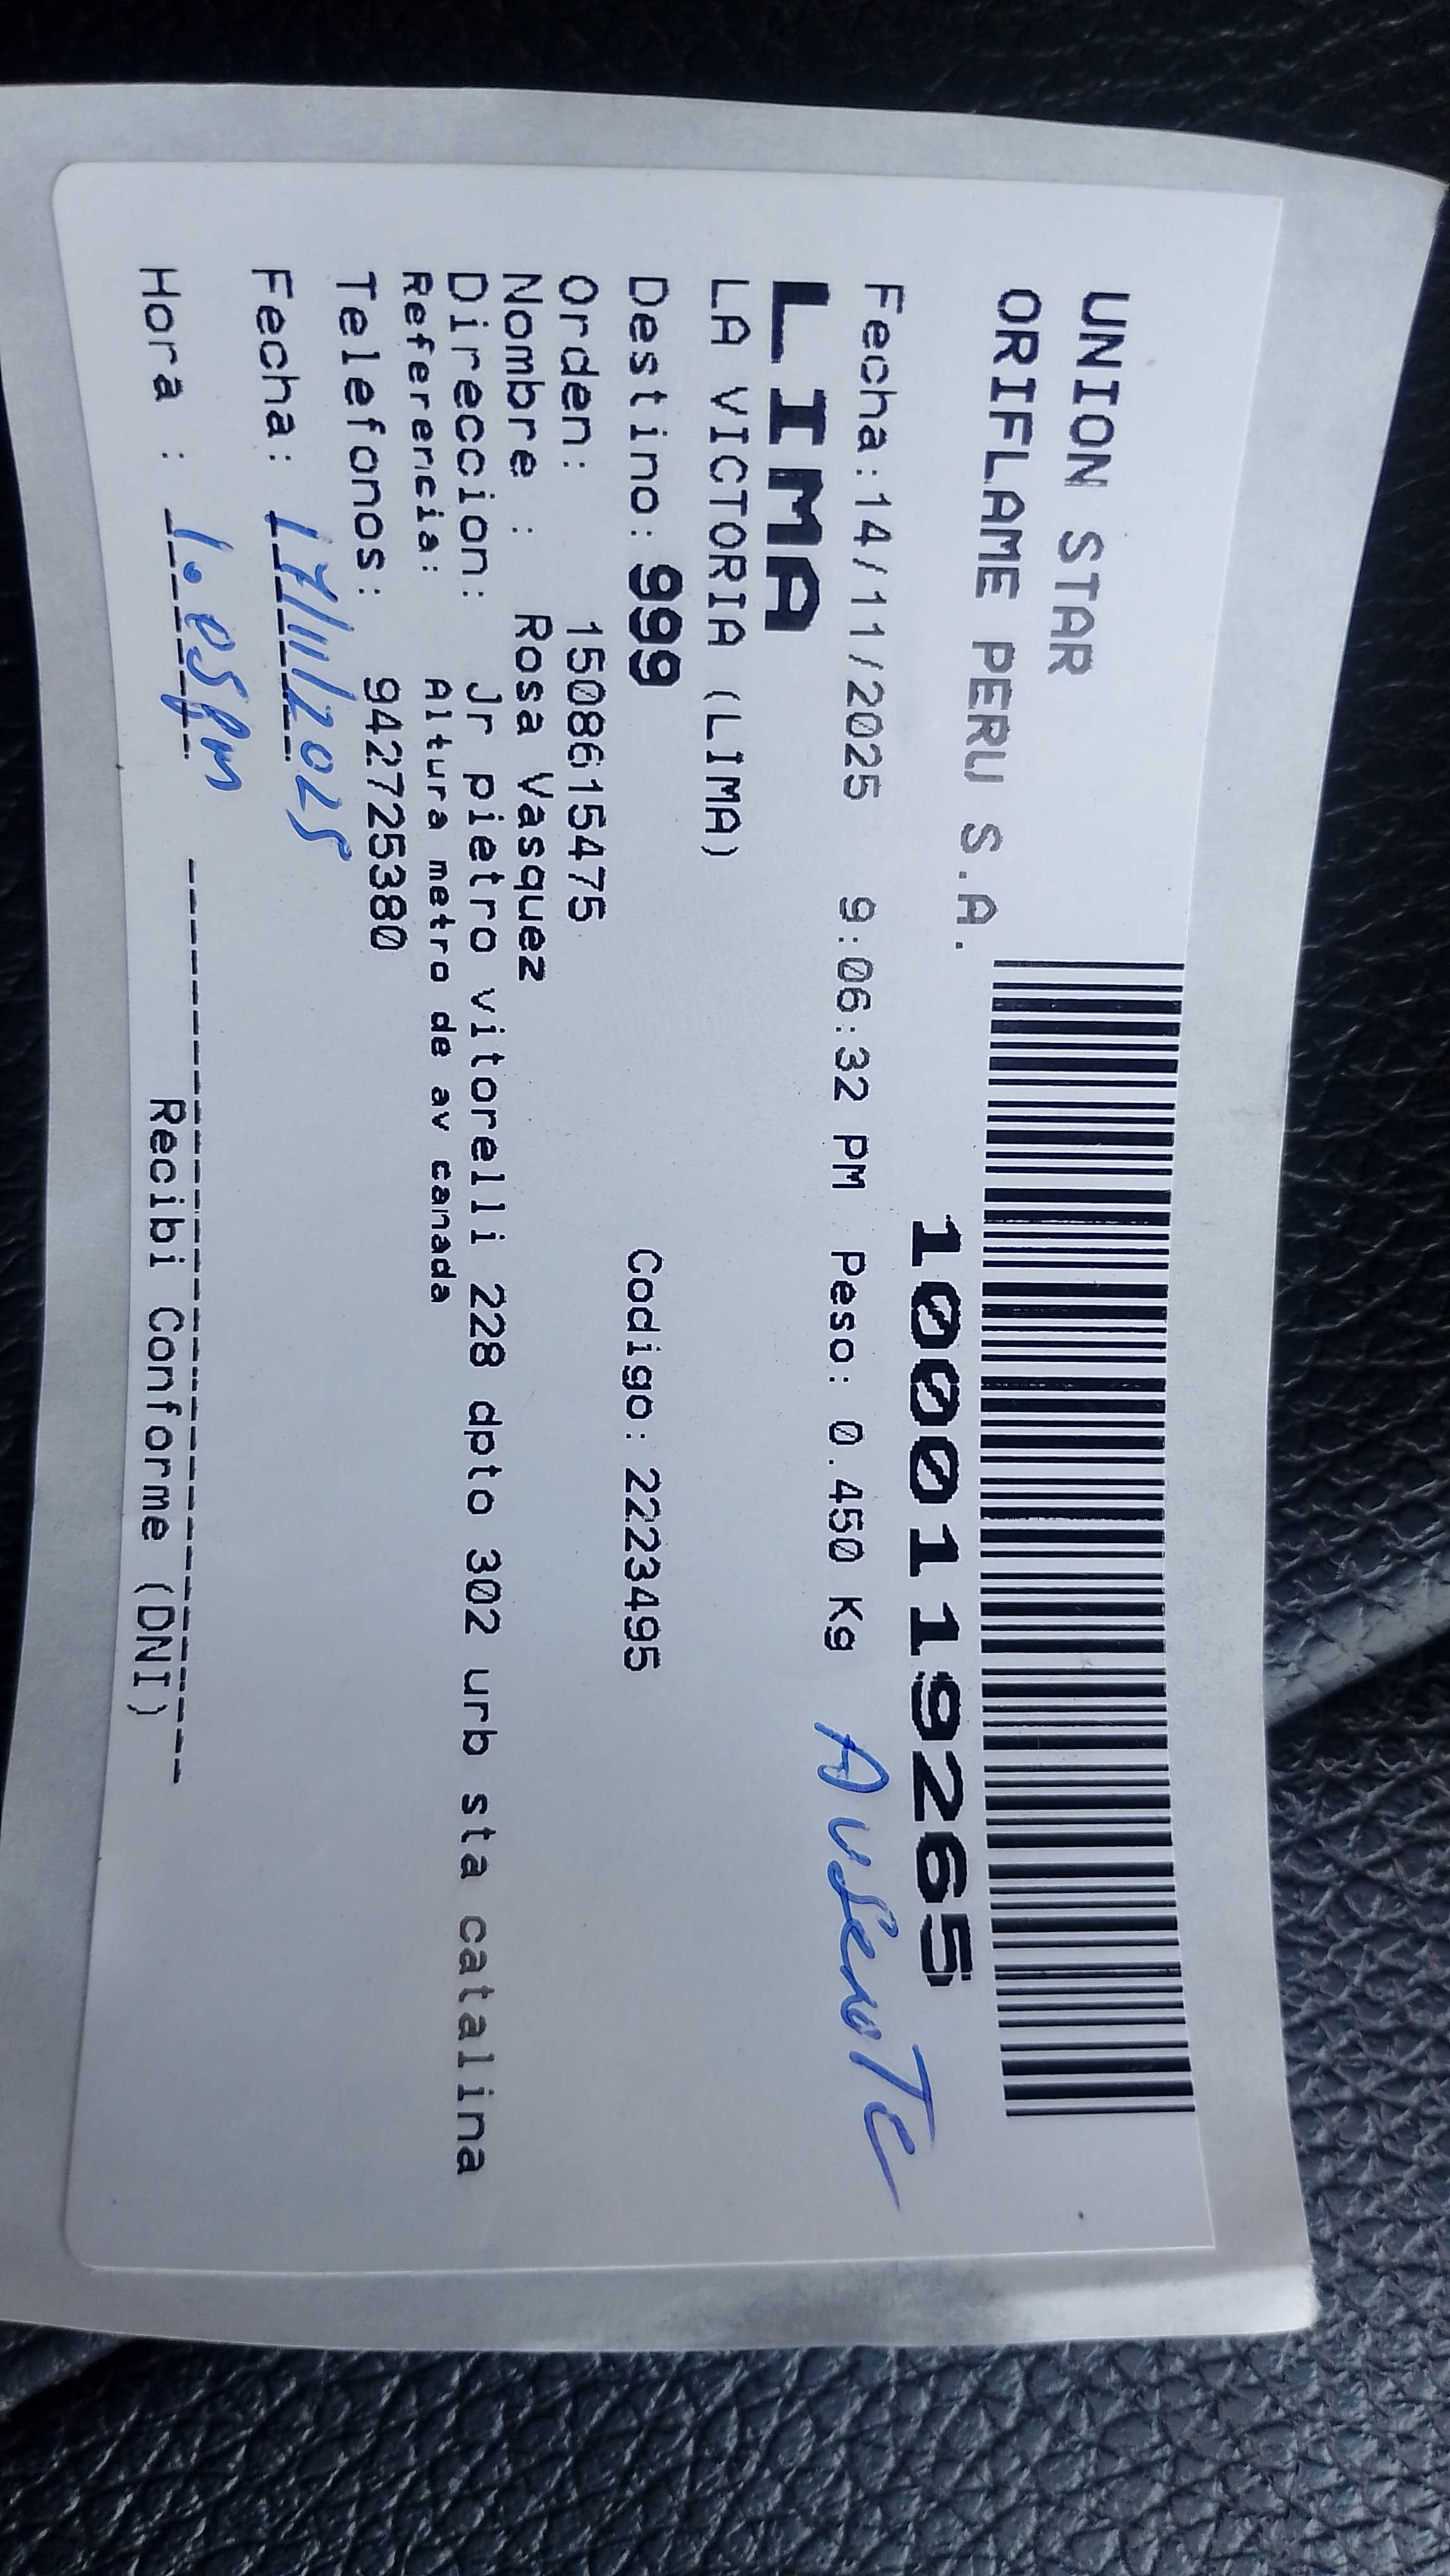 UNION STAR
ORIFLAME PERU S.A.
10001119265
Fecha:14/11/2025 9:06:32 PM Peso: 0.450 Kg
Ausente
LIMA
LA VICTORIA (LIMA)
Destino: 999 Codigo: 2223495
Orden: 1508615475
Nombre : Rosa Vasquez
Direccion: Jr pietro vitorelli 228 dpto 302 urb sta catalina
Referencia: Altura metro de av canada
Telefonos: 942725380
Fecha: 17/11/2025
Hora : 1.05pm
Recibi Conforme (DNI)